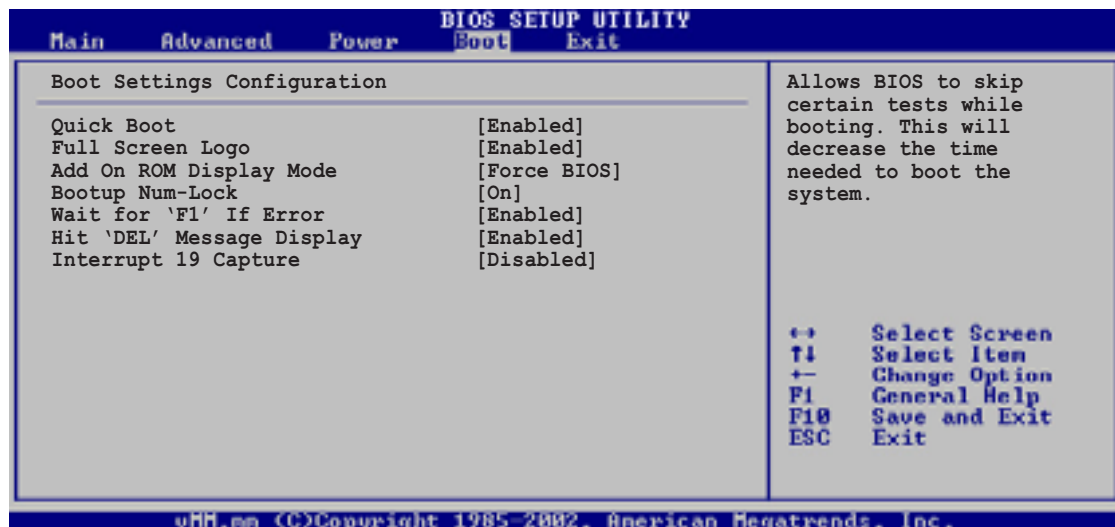 BIOS SETUP UTILITY
Main Advanced Power Boot Exit
Boot Settings Configuration
Quick Boot [Enabled]
Full Screen Logo [Enabled]
Add On ROM Display Mode [Force BIOS]
Bootup Num-Lock [On]
Wait for ‘F1’ If Error [Enabled]
Hit ‘DEL’ Message Display [Enabled]
Interrupt 19 Capture [Disabled]
Allows BIOS to skip
certain tests while
booting. This will
decrease the time
needed to boot the
system.
←→ Select Screen
↑↓ Select Item
+- Change Option
F1 General Help
F10 Save and Exit
ESC Exit
vMM.mm (C)Copyright 1985-2002, American Megatrends, Inc.